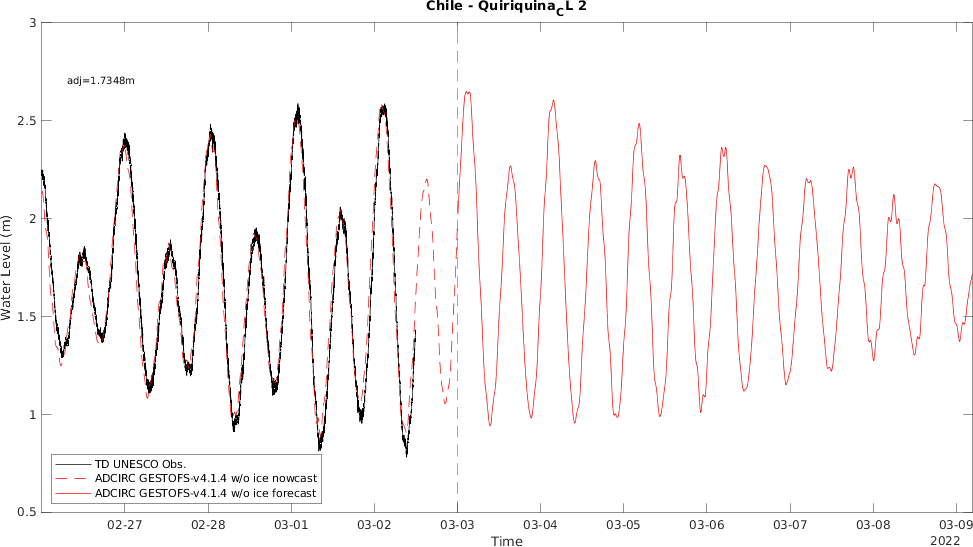 Chile - Quiriquina_CL 2
3
2.5
2
1.5
1
0.5
Water Level (m)
adj=1.7348m
TD UNESCO Obs.
ADCIRC GESTOFS-v4.1.4 w/o ice nowcast
ADCIRC GESTOFS-v4.1.4 w/o ice forecast
02-27 02-28 03-01 03-02 03-03 03-04 03-05 03-06 03-07 03-08 03-09
Time
2022